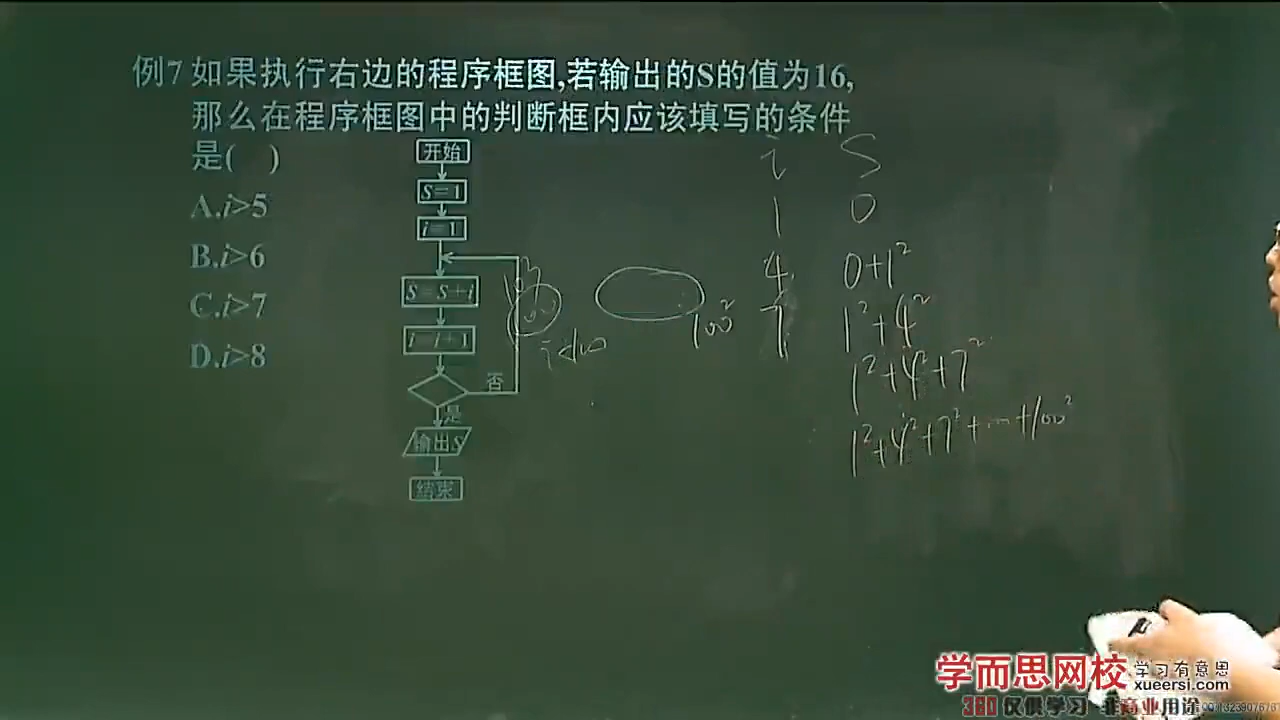 例7 如果执行右边的程序框图,若输出的S的值为16,
那么在程序框图中的判断框内应该填写的条件
是( )
A.i>5
B.i>6
C.i>7
D.i>8
开始
S=1
i=1
S=S+i
i=i+1
否
是
输出S
结束
i S
1 0
4 0+1²
7 1²+4²
1²+4²+7²
1²+4²+7²+…+100²
100²
学而思网校 学习有意思
xueersi.com
360 仅供学习 非商业用途